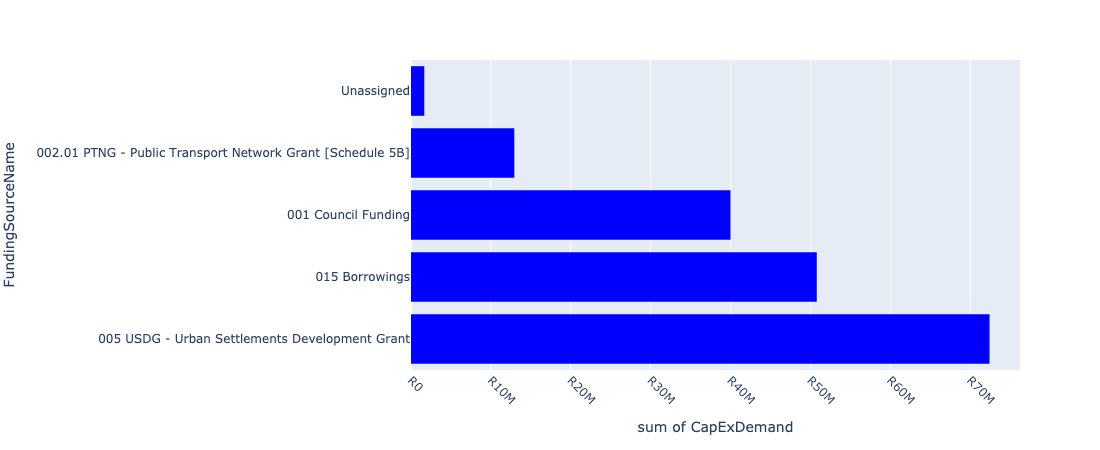 Unassigned
002.01 PTNG - Public Transport Network Grant [Schedule 5B]
001 Council Funding
015 Borrowings
005 USDG - Urban Settlements Development Grant
FundingSourceName
R0
R10M
R20M
R30M
R40M
R50M
R60M
R70M
sum of CapExDemand